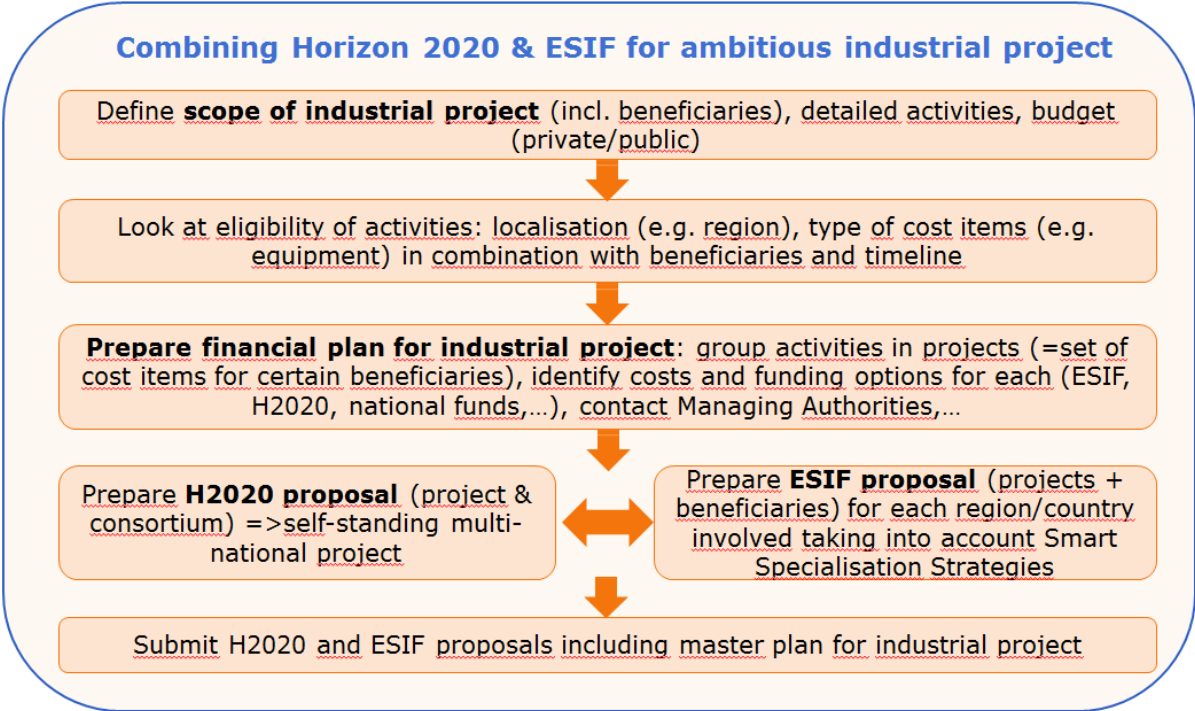 Combining Horizon 2020 & ESIF for ambitious industrial project
Define scope of industrial project (incl. beneficiaries), detailed activities, budget
(private/public)
Look at eligibility of activities: localisation (e.g. region), type of cost items (e.g.
equipment) in combination with beneficiaries and timeline
Prepare financial plan for industrial project: group activities in projects (=set of
cost items for certain beneficiaries), identify costs and funding options for each (ESIF,
H2020, national funds,…), contact Managing Authorities,…
Prepare H2020 proposal (project &
consortium) =>self-standing multi-
national project
Prepare ESIF proposal (projects +
beneficiaries) for each region/country
involved taking into account Smart
Specialisation Strategies
Submit H2020 and ESIF proposals including master plan for industrial project